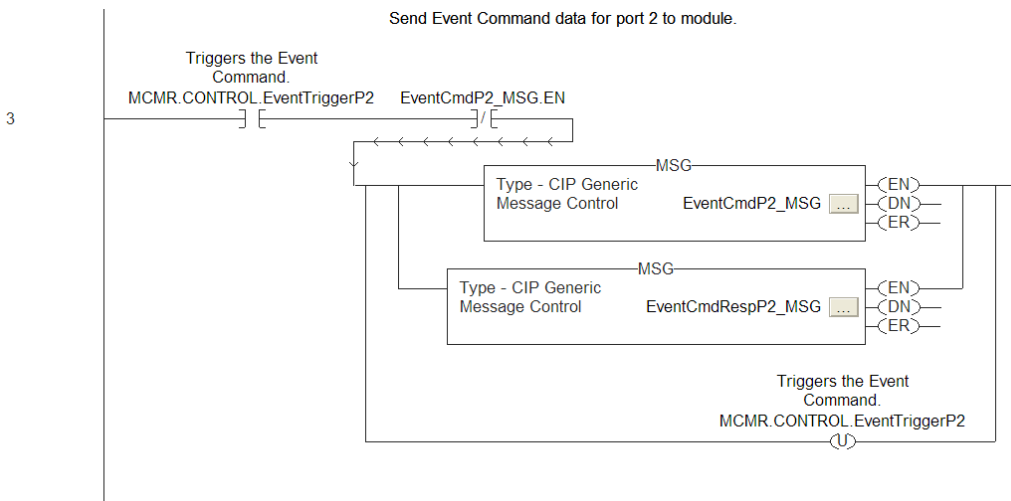 Send Event Command data for port 2 to module.
Triggers the Event
Command.
MCMR.CONTROL.EventTriggerP2
EventCmdP2_MSG.EN
3
/
MSG
Type - CIP Generic
Message Control
EventCmdP2_MSG
...
EN
DN
ER
MSG
Type - CIP Generic
Message Control
EventCmdRespP2_MSG
...
EN
DN
ER
Triggers the Event
Command.
MCMR.CONTROL.EventTriggerP2
U